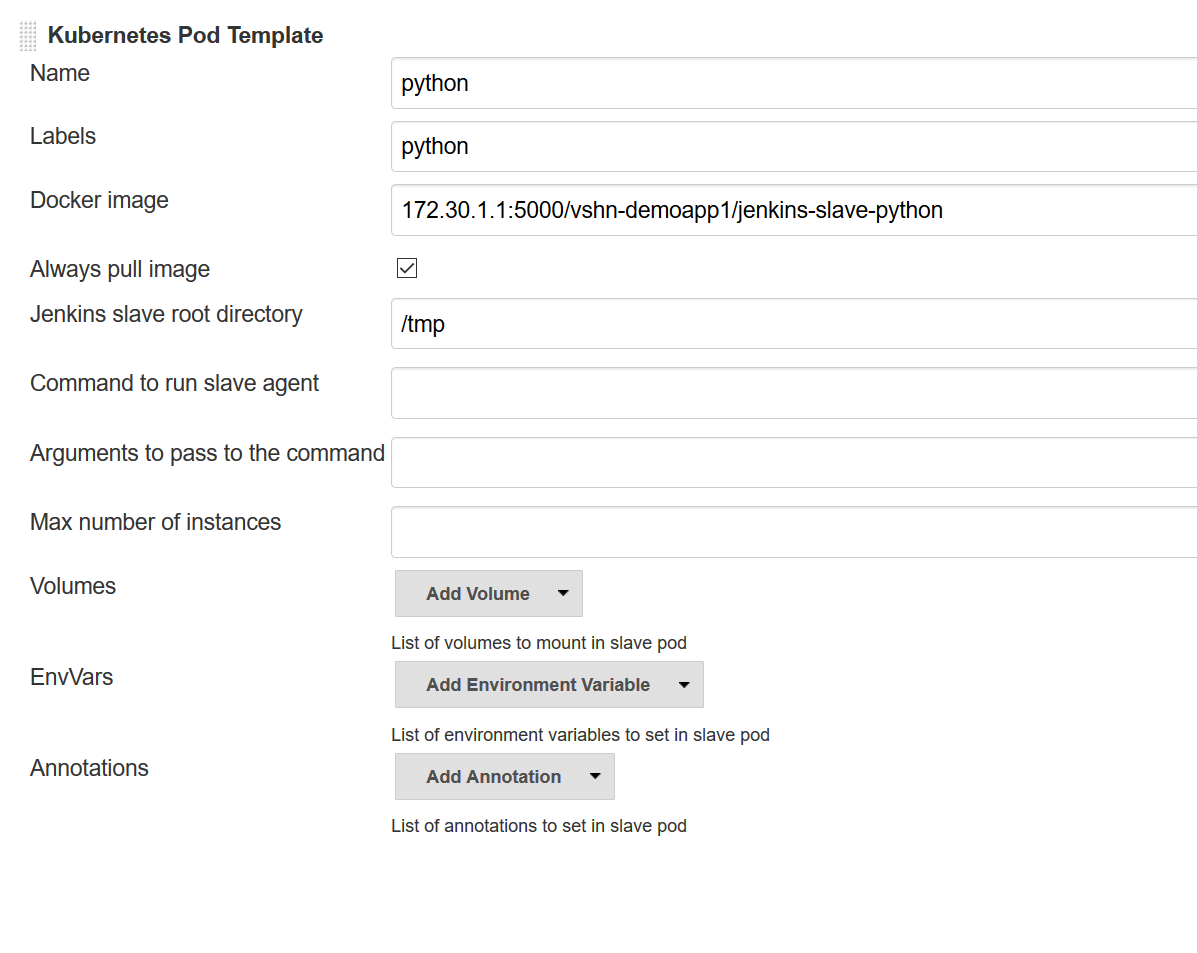 Kubernetes Pod Template
Name
python
Labels
python
Docker image
172.30.1.1:5000/vshn-demoapp1/jenkins-slave-python
Always pull image
Jenkins slave root directory
/tmp
Command to run slave agent
Arguments to pass to the command
Max number of instances
Volumes
Add Volume
List of volumes to mount in slave pod
EnvVars
Add Environment Variable
List of environment variables to set in slave pod
Annotations
Add Annotation
List of annotations to set in slave pod